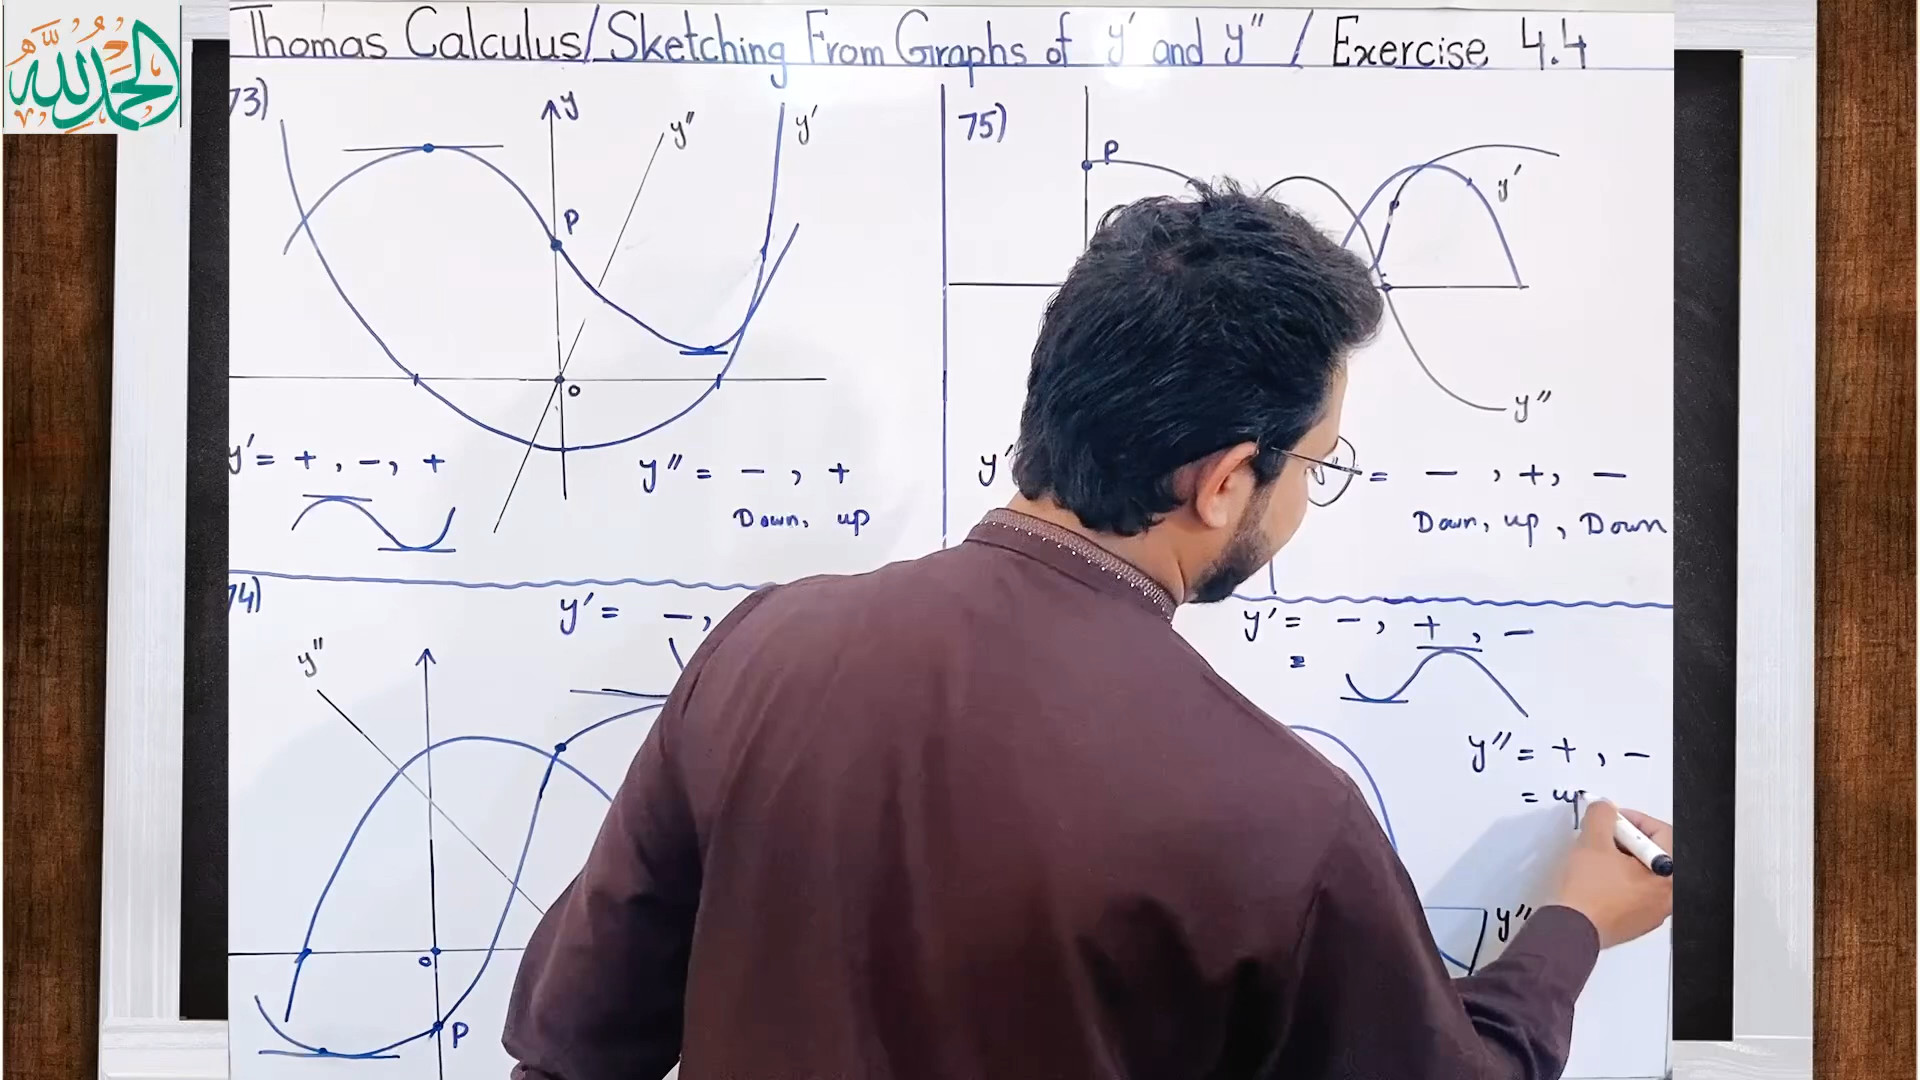 الحمد لله
Thomas Calculus/Sketching From Graphs of y' and y" / Exercise 4.4
73)
y
y"
y'
P
o
y' = + , -, +
y" = - , +
Down, up
75)
P
y'
y"
y'
= - , +, -
Down, up, Down
74)
y' = -,
y"
o
P
y' = - , + , -
=
y" = + , -
= up
y"